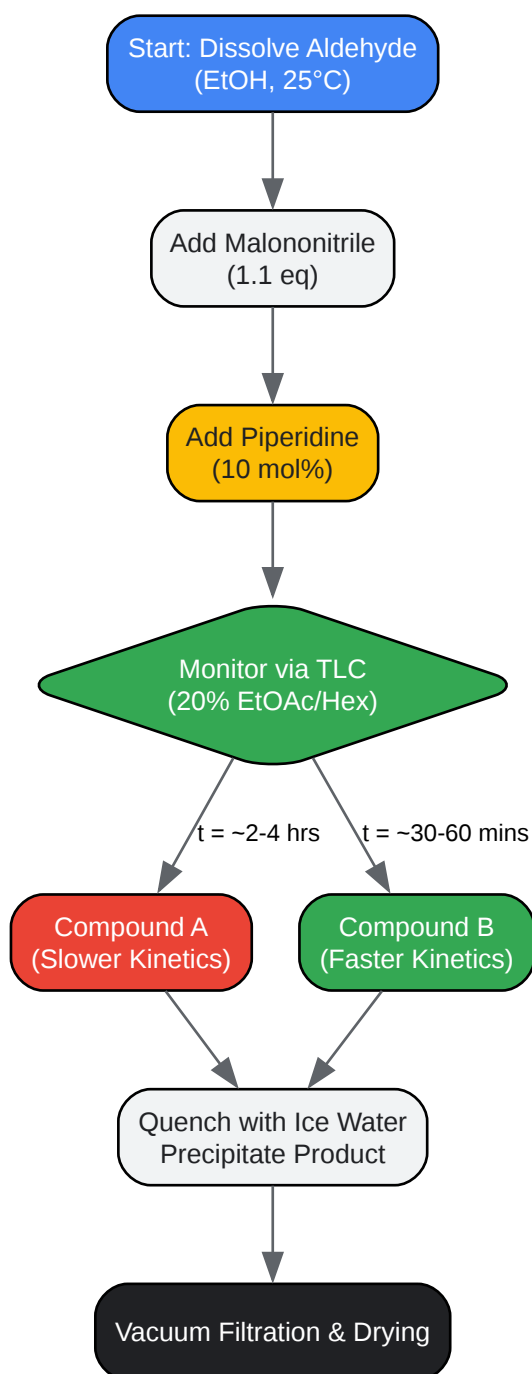 Start: Dissolve Aldehyde
(EtOH, 25°C)
Add Malononitrile
(1.1 eq)
Add Piperidine
(10 mol%)
Monitor via TLC
(20% EtOAc/Hex)
t = ~2-4 hrs
t = ~30-60 mins
Compound A
(Slower Kinetics)
Compound B
(Faster Kinetics)
Quench with Ice Water
Precipitate Product
Vacuum Filtration & Drying